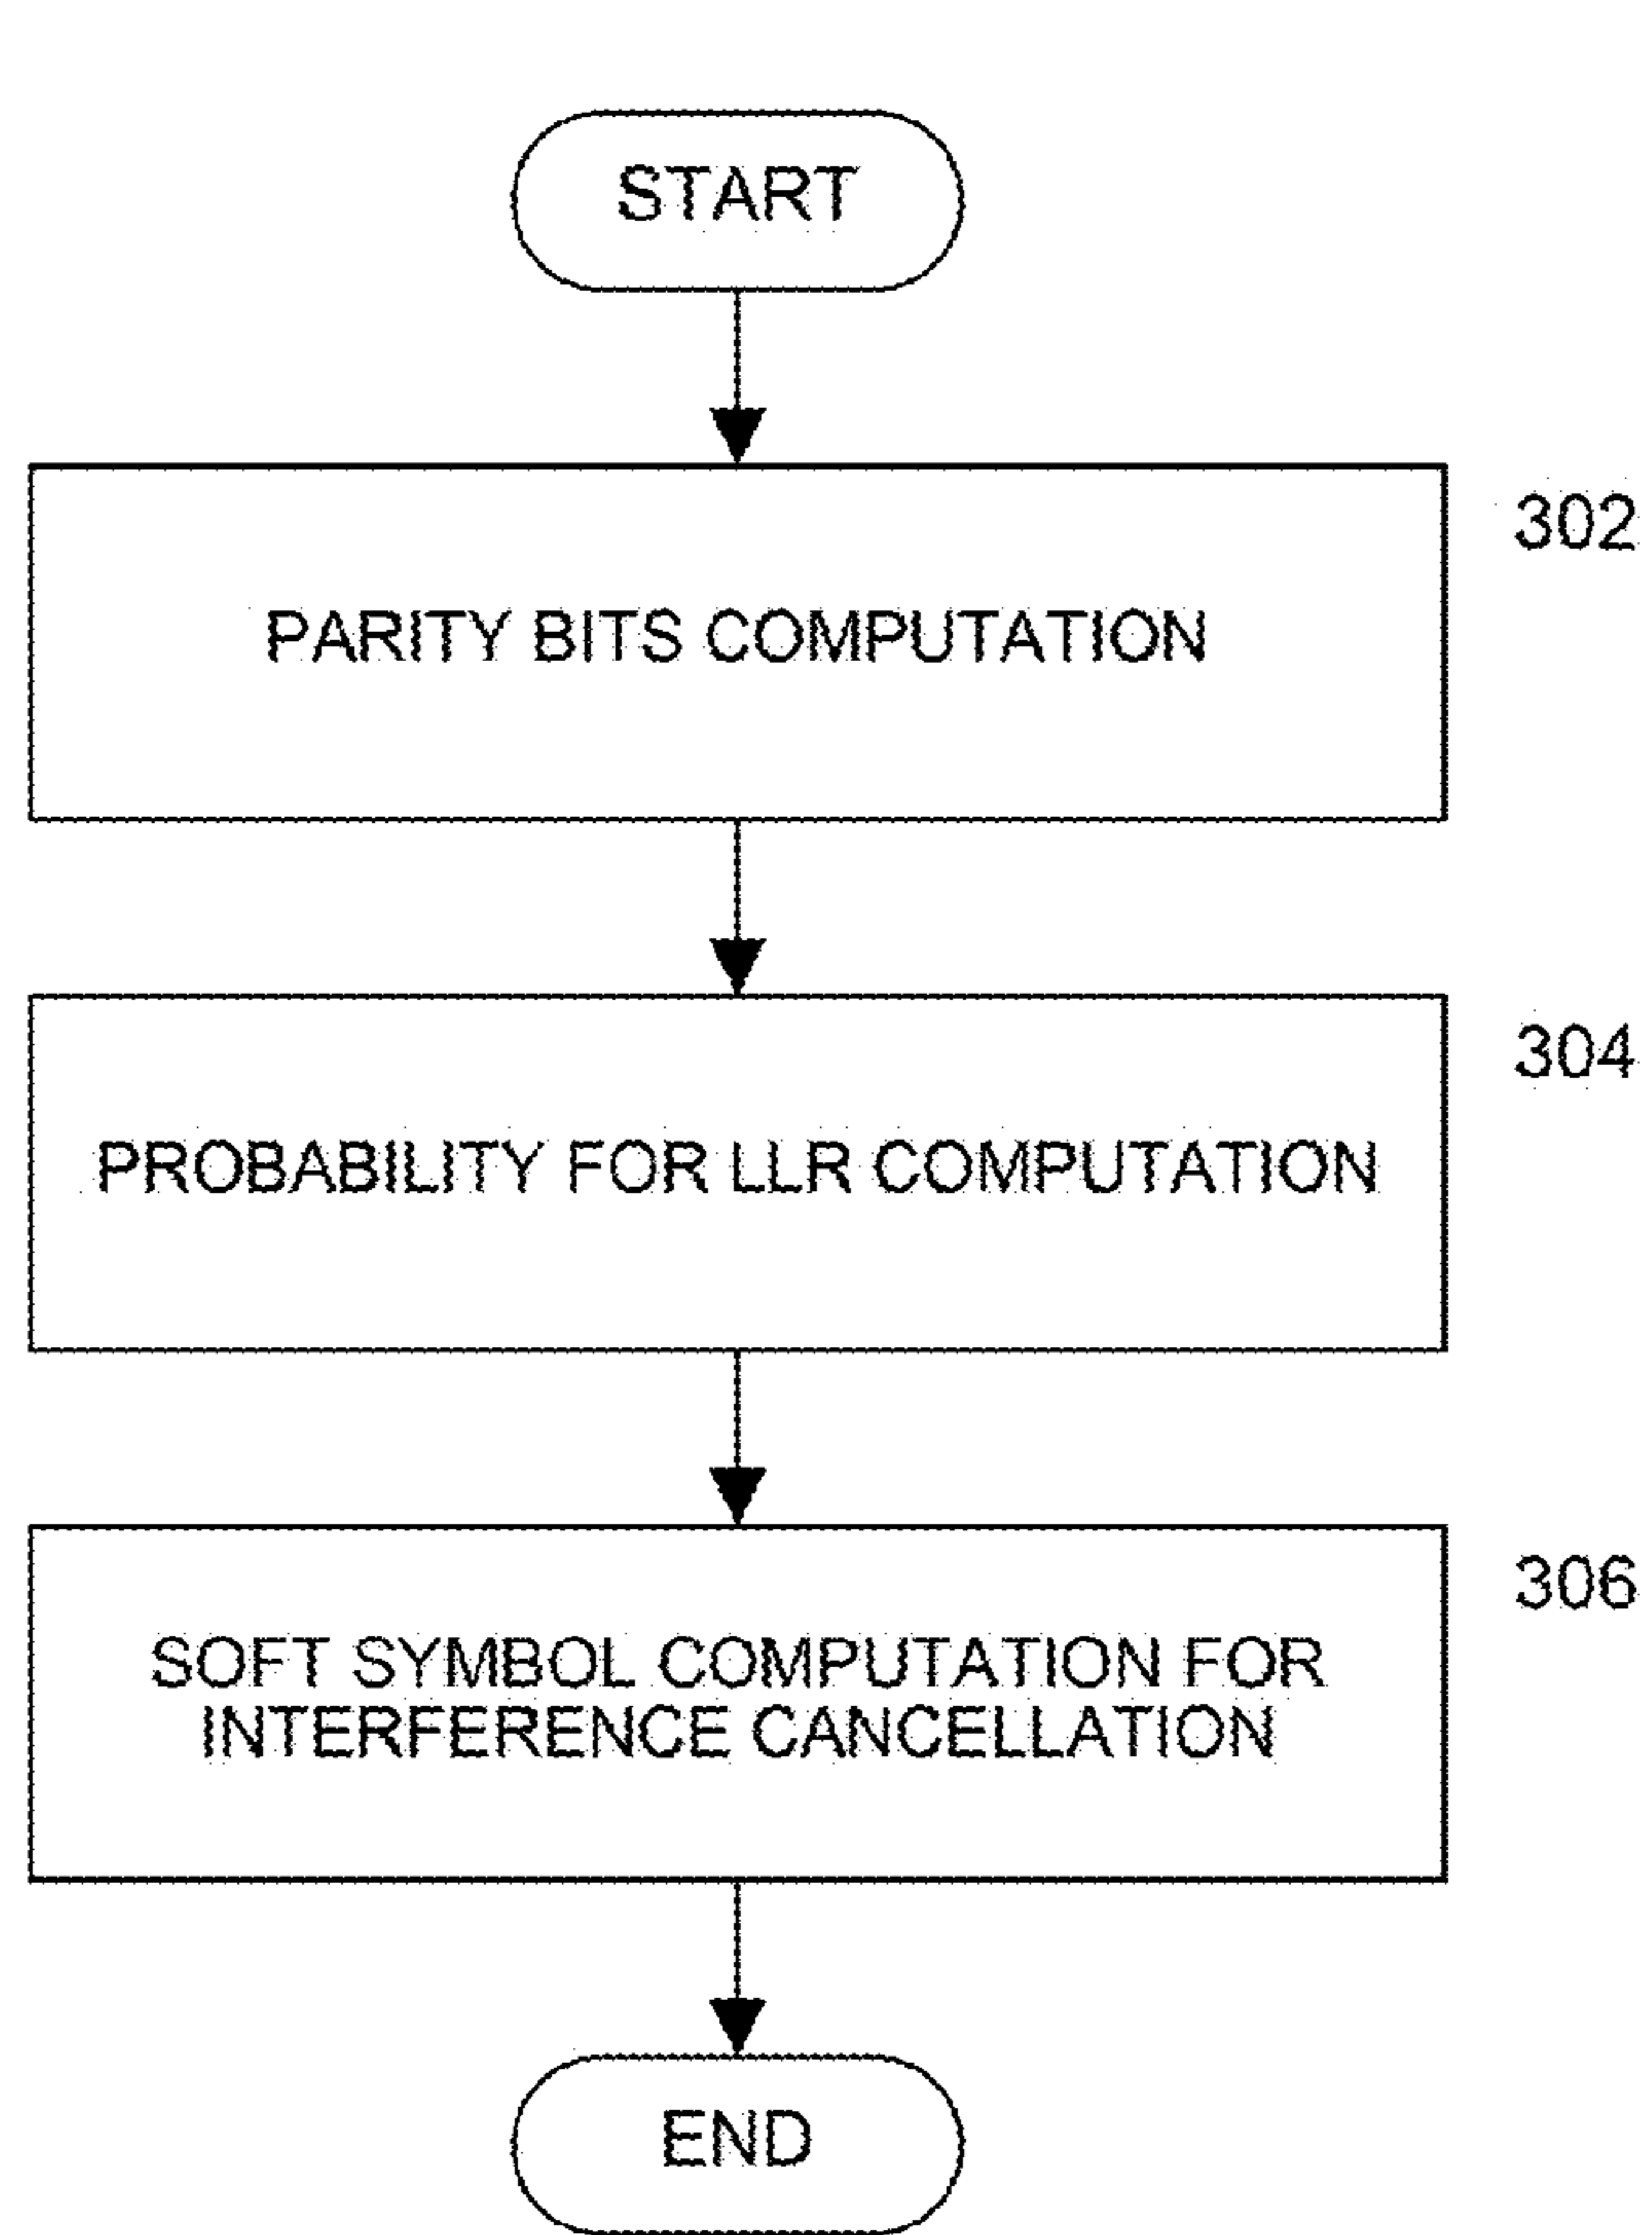 START
302
PARITY BITS COMPUTATION
304
PROBABILITY FOR LLR COMPUTATION
306
SOFT SYMBOL COMPUTATION FOR
INTERFERENCE CANCELLATION
END